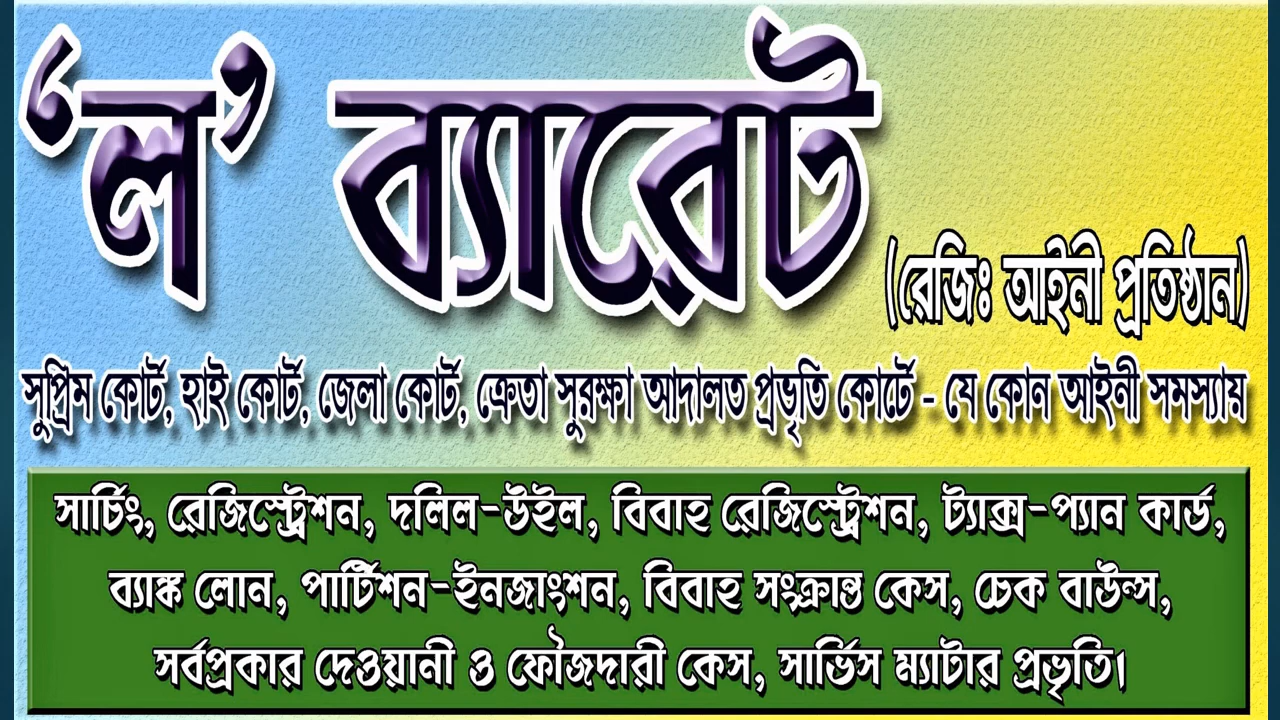 ‘ল’ ব্যারেট
(রেজিঃ আইনী প্রতিষ্ঠান)
সুপ্রিম কোর্ট, হাই কোর্ট, জেলা কোর্ট, ক্রেতা সুরক্ষা আদালত প্রভৃতি কোর্টে - যে কোন আইনী সমস্যায়
সার্চিং, রেজিস্ট্রেশন, দলিল-উইল, বিবাহ রেজিস্ট্রেশন, ট্যাক্স-প্যান কার্ড,
ব্যাঙ্ক লোন, পার্টিশন-ইনজাংশন, বিবাহ সংক্রান্ত কেস, চেক বাউন্স,
সর্বপ্রকার দেওয়ানী ও ফৌজদারী কেস, সার্ভিস ম্যাটার প্রভৃতি।